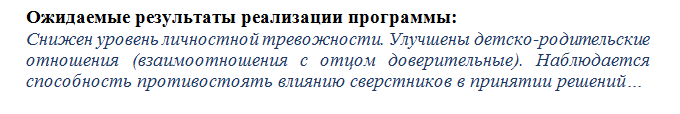 Ожидаемые результаты реализации программы:
Снижен уровень личностной тревожности. Улучшены детско-родительские
отношения (взаимоотношения с отцом доверительные). Наблюдается
способность противостоять влиянию сверстников в принятии решений…